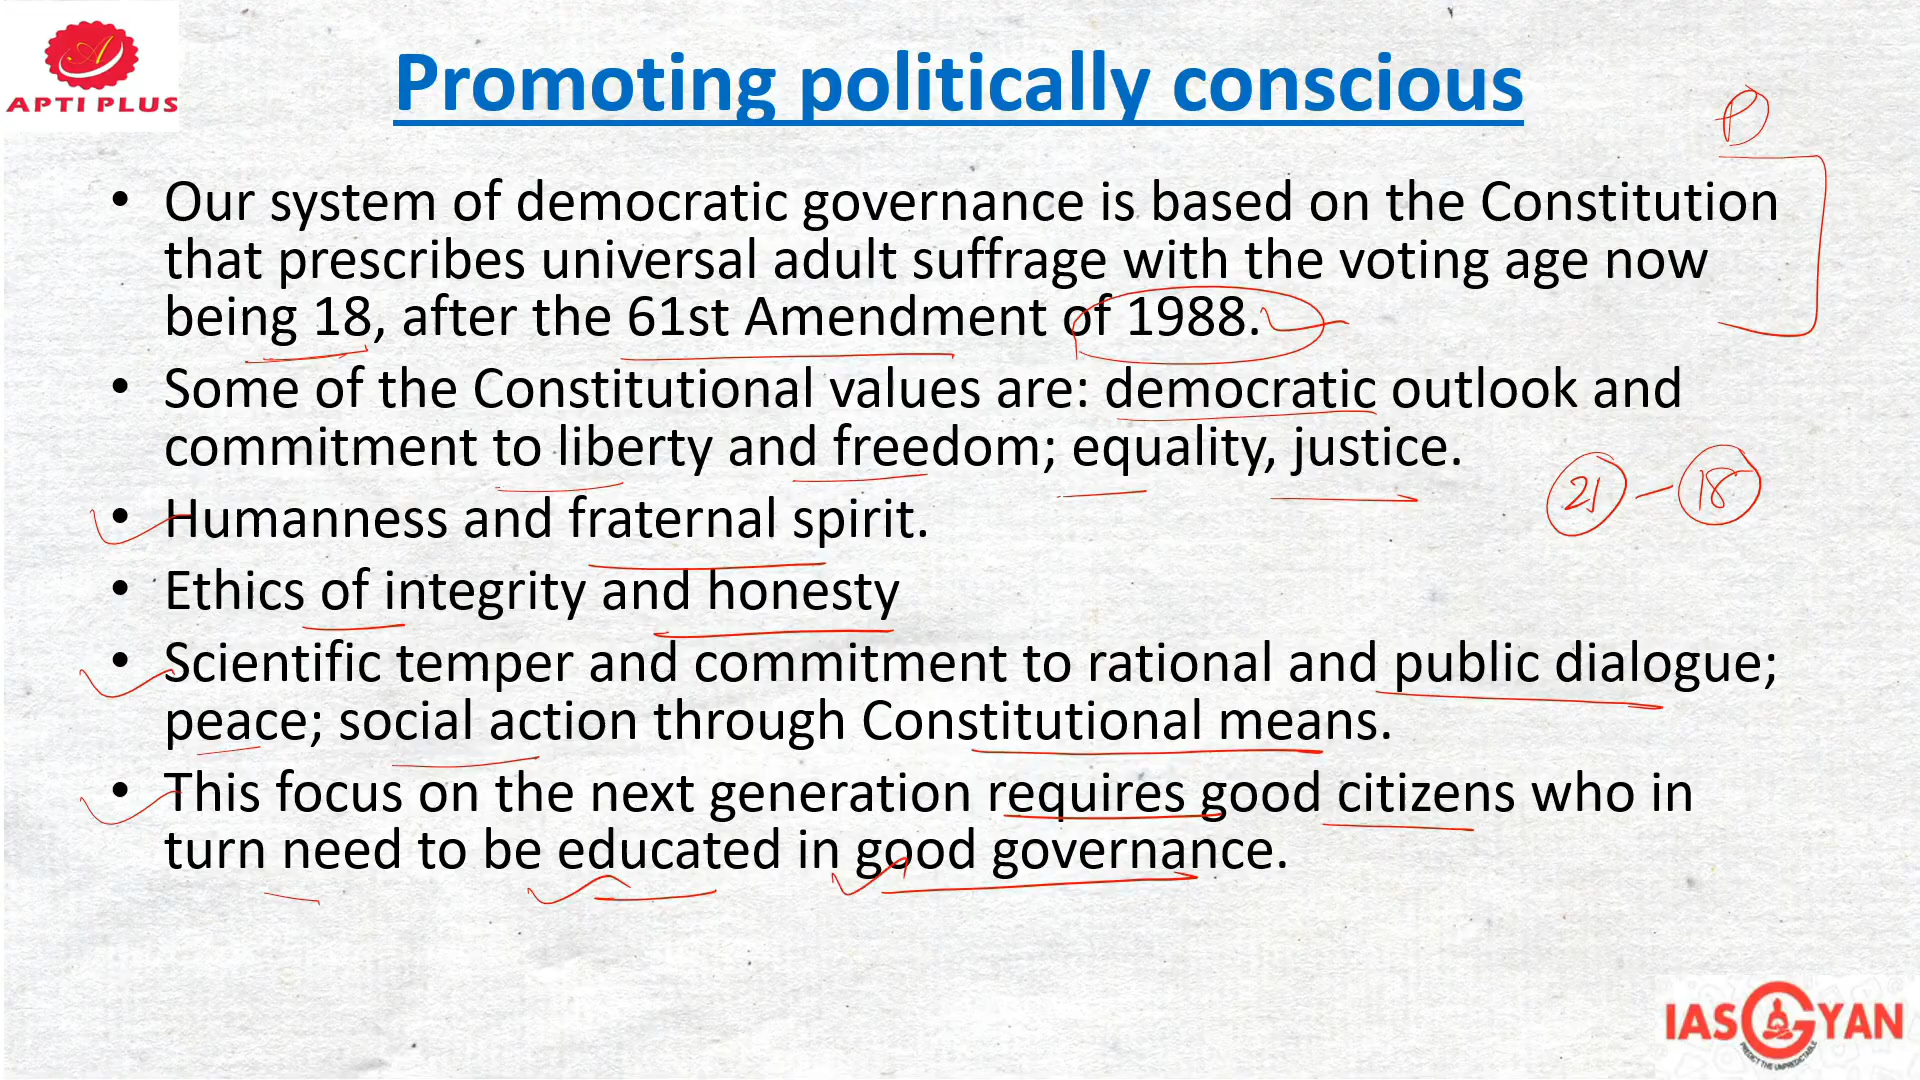 APTI PLUS
Promoting politically conscious
P
• Our system of democratic governance is based on the Constitution
that prescribes universal adult suffrage with the voting age now
being 18, after the 61st Amendment of 1988.
• Some of the Constitutional values are: democratic outlook and
commitment to liberty and freedom; equality, justice.
21 – 18
• Humanness and fraternal spirit.
• Ethics of integrity and honesty
• Scientific temper and commitment to rational and public dialogue;
peace; social action through Constitutional means.
• This focus on the next generation requires good citizens who in
turn need to be educated in good governance.
IAS GYAN
PREDICT THE UNPREDICTABLE